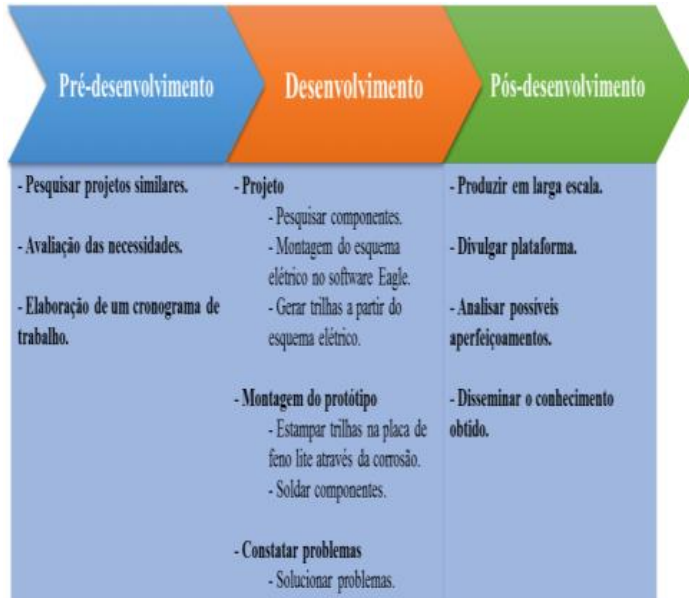 Pré-desenvolvimento
Desenvolvimento
Pós-desenvolvimento
- Pesquisar projetos similares.
- Avaliação das necessidades.
- Elaboração de um cronograma de
trabalho.
- Projeto
- Pesquisar componentes.
- Montagem do esquema
elétrico no software Eagle.
- Gerar trilhas a partir do
esquema elétrico.
- Montagem do protótipo
- Estampar trilhas na placa de
feno lite através da corrosão.
- Soldar componentes.
- Constatar problemas
- Solucionar problemas.
- Produzir em larga escala.
- Divulgar plataforma.
- Analisar possíveis
aperfeiçoamentos.
- Disseminar o conhecimento
obtido.